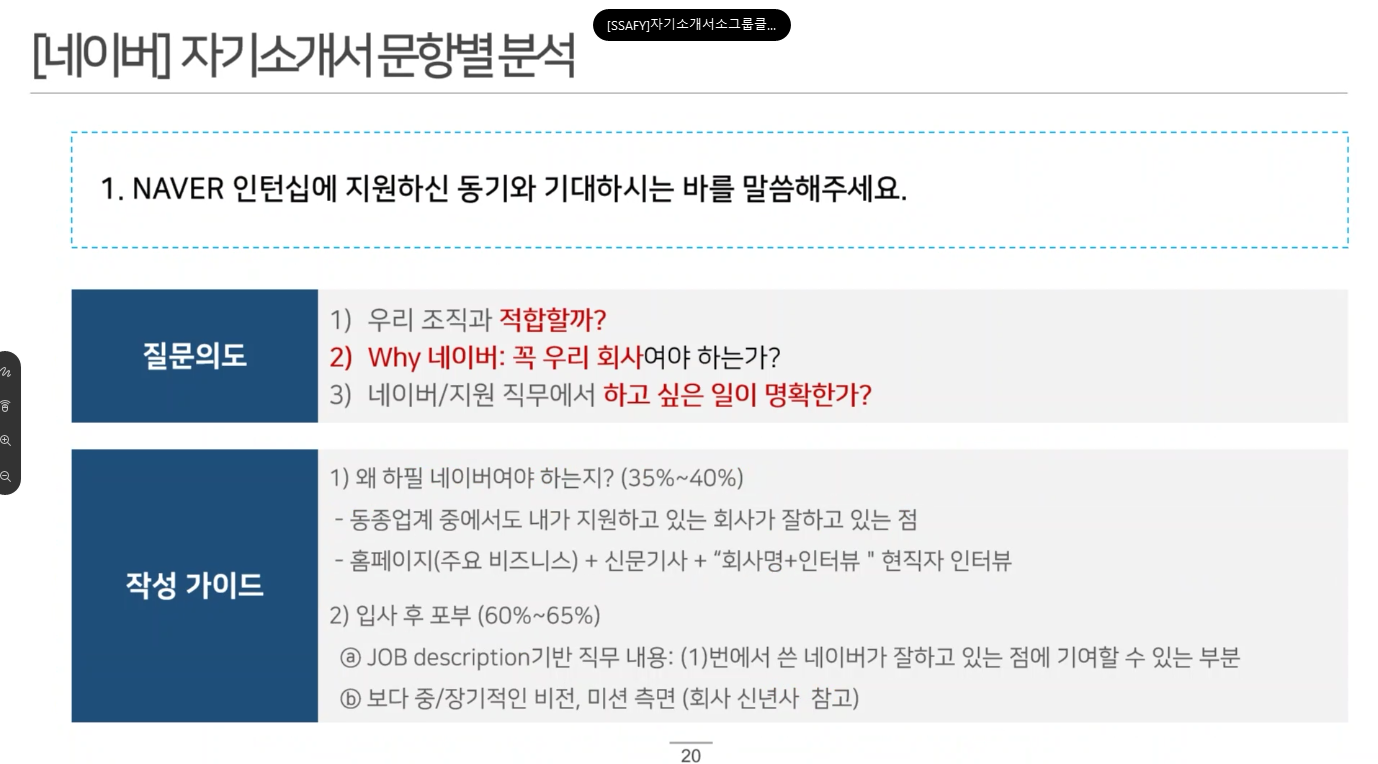 [SSAFY]자기소개서소그룹클...
[네이버] 자기소개서 문항별 분석
1. NAVER 인턴십에 지원하신 동기와 기대하시는 바를 말씀해주세요.
질문의도
1) 우리 조직과 적합할까?
2) Why 네이버: 꼭 우리 회사여야 하는가?
3) 네이버/지원 직무에서 하고 싶은 일이 명확한가?
작성 가이드
1) 왜 하필 네이버여야 하는지? (35%~40%)
- 동종업계 중에서도 내가 지원하고 있는 회사가 잘하고 있는 점
- 홈페이지(주요 비즈니스) + 신문기사 + “회사명+인터뷰 " 현직자 인터뷰
2) 입사 후 포부 (60%~65%)
ⓐ JOB description기반 직무 내용: (1)번에서 쓴 네이버가 잘하고 있는 점에 기여할 수 있는 부분
ⓑ 보다 중/장기적인 비전, 미션 측면 (회사 신년사 참고)
20